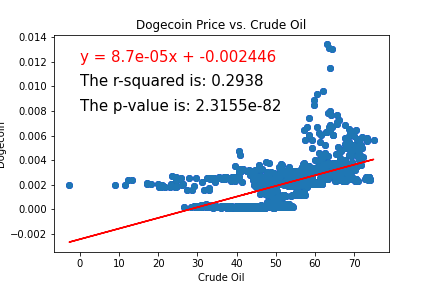 Dogecoin Price vs. Crude Oil
0.014
0.012
0.010
0.008
0.006
0.004
0.002
0.000
−0.002
Dogecoin
y = 8.7e-05x + -0.002446
The r-squared is: 0.2938
The p-value is: 2.3155e-82
0 10 20 30 40 50 60 70
Crude Oil